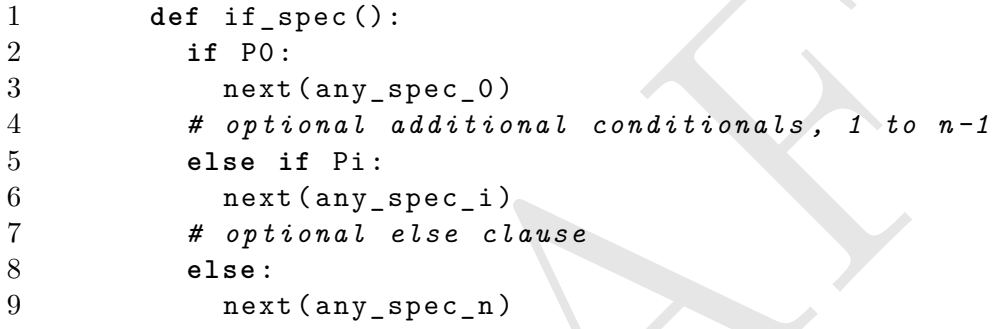 1 def if_spec():
2 if P0:
3 next(any_spec_0)
4 # optional additional conditionals, 1 to n-1
5 else if Pi:
6 next(any_spec_i)
7 # optional else clause
8 else:
9 next(any_spec_n)